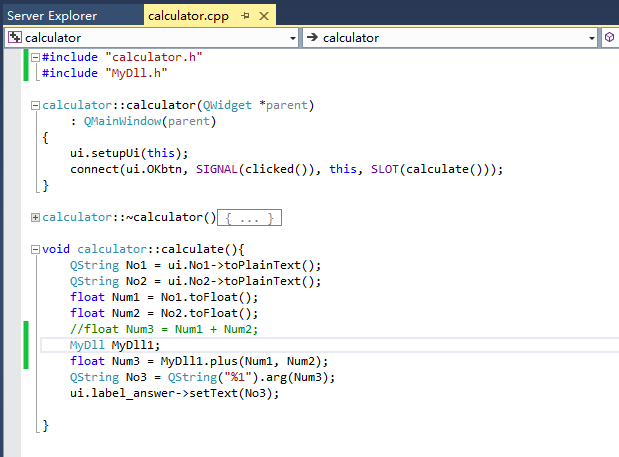 Server Explorer
calculator.cpp
calculator
calculator
#include "calculator.h"
#include "MyDll.h"
calculator::calculator(QWidget *parent)
: QMainWindow(parent)
{
ui.setupUi(this);
connect(ui.OKbtn, SIGNAL(clicked()), this, SLOT(calculate()));
}
calculator::~calculator(){ ... }
void calculator::calculate(){
QString No1 = ui.No1->toPlainText();
QString No2 = ui.No2->toPlainText();
float Num1 = No1.toFloat();
float Num2 = No2.toFloat();
//float Num3 = Num1 + Num2;
MyDll MyDll1;
float Num3 = MyDll1.plus(Num1, Num2);
QString No3 = QString("%1").arg(Num3);
ui.label_answer->setText(No3);
}